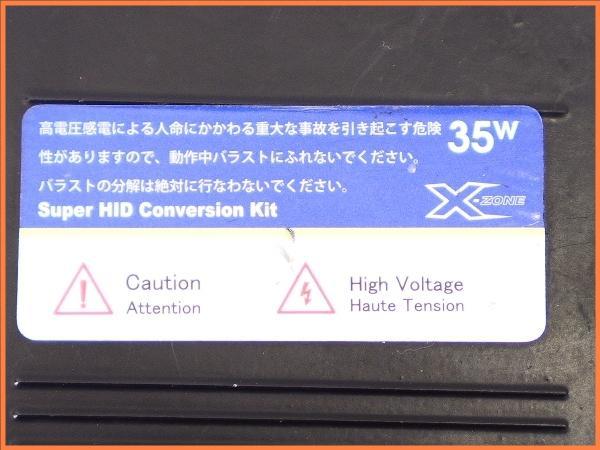 高電圧感電による人命にかかわる重大な事故を引き起こす危険
性がありますので、動作中バラストにふれないでください。
バラストの分解は絶対に行なわないでください。
35W
Super HID Conversion Kit
X-ZONE
Caution
Attention
High Voltage
Haute Tension